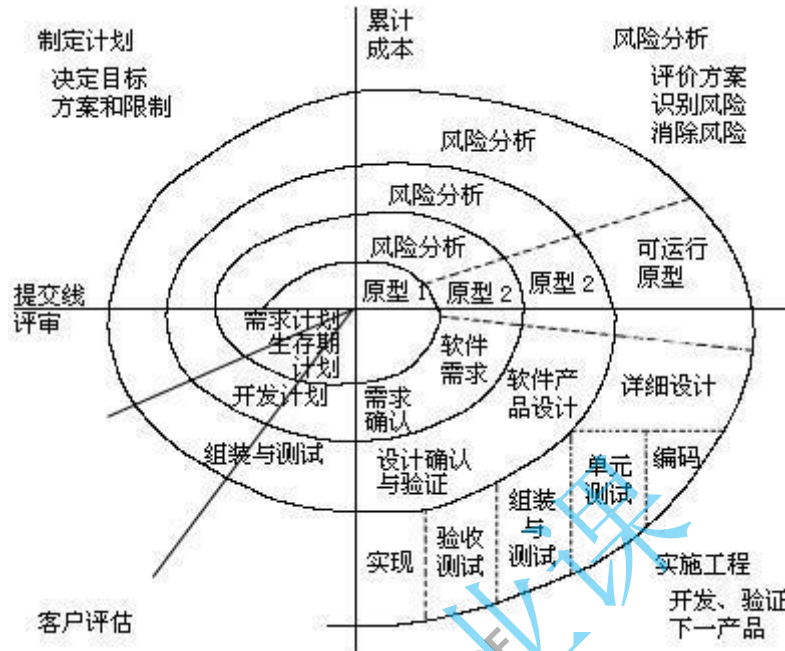 制定计划
决定目标
方案和限制
累计
成本
风险分析
评价方案
识别风险
消除风险
风险分析
风险分析
风险分析
可运行
原型
原型 1
原型 2
原型 2
提交线
评审
需求计划
生存期
计划
开发计划
组装与测试
软件
需求
需求
确认
软件产
品设计
详细设计
设计确认
与验证
单元
测试
编码
组装
与
测试
验收
测试
实现
实施工程
开发、验证
下一产品
客户评估